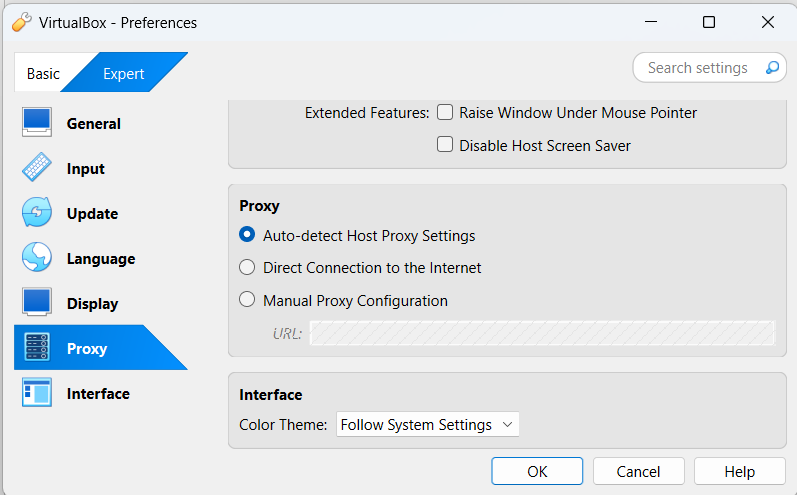 VirtualBox - Preferences
Basic Expert
Search settings
General
Input
Update
Language
Display
Proxy
Interface
Extended Features: Raise Window Under Mouse Pointer
Disable Host Screen Saver
Proxy
Auto-detect Host Proxy Settings
Direct Connection to the Internet
Manual Proxy Configuration
URL:
Interface
Color Theme: Follow System Settings
OK Cancel Help